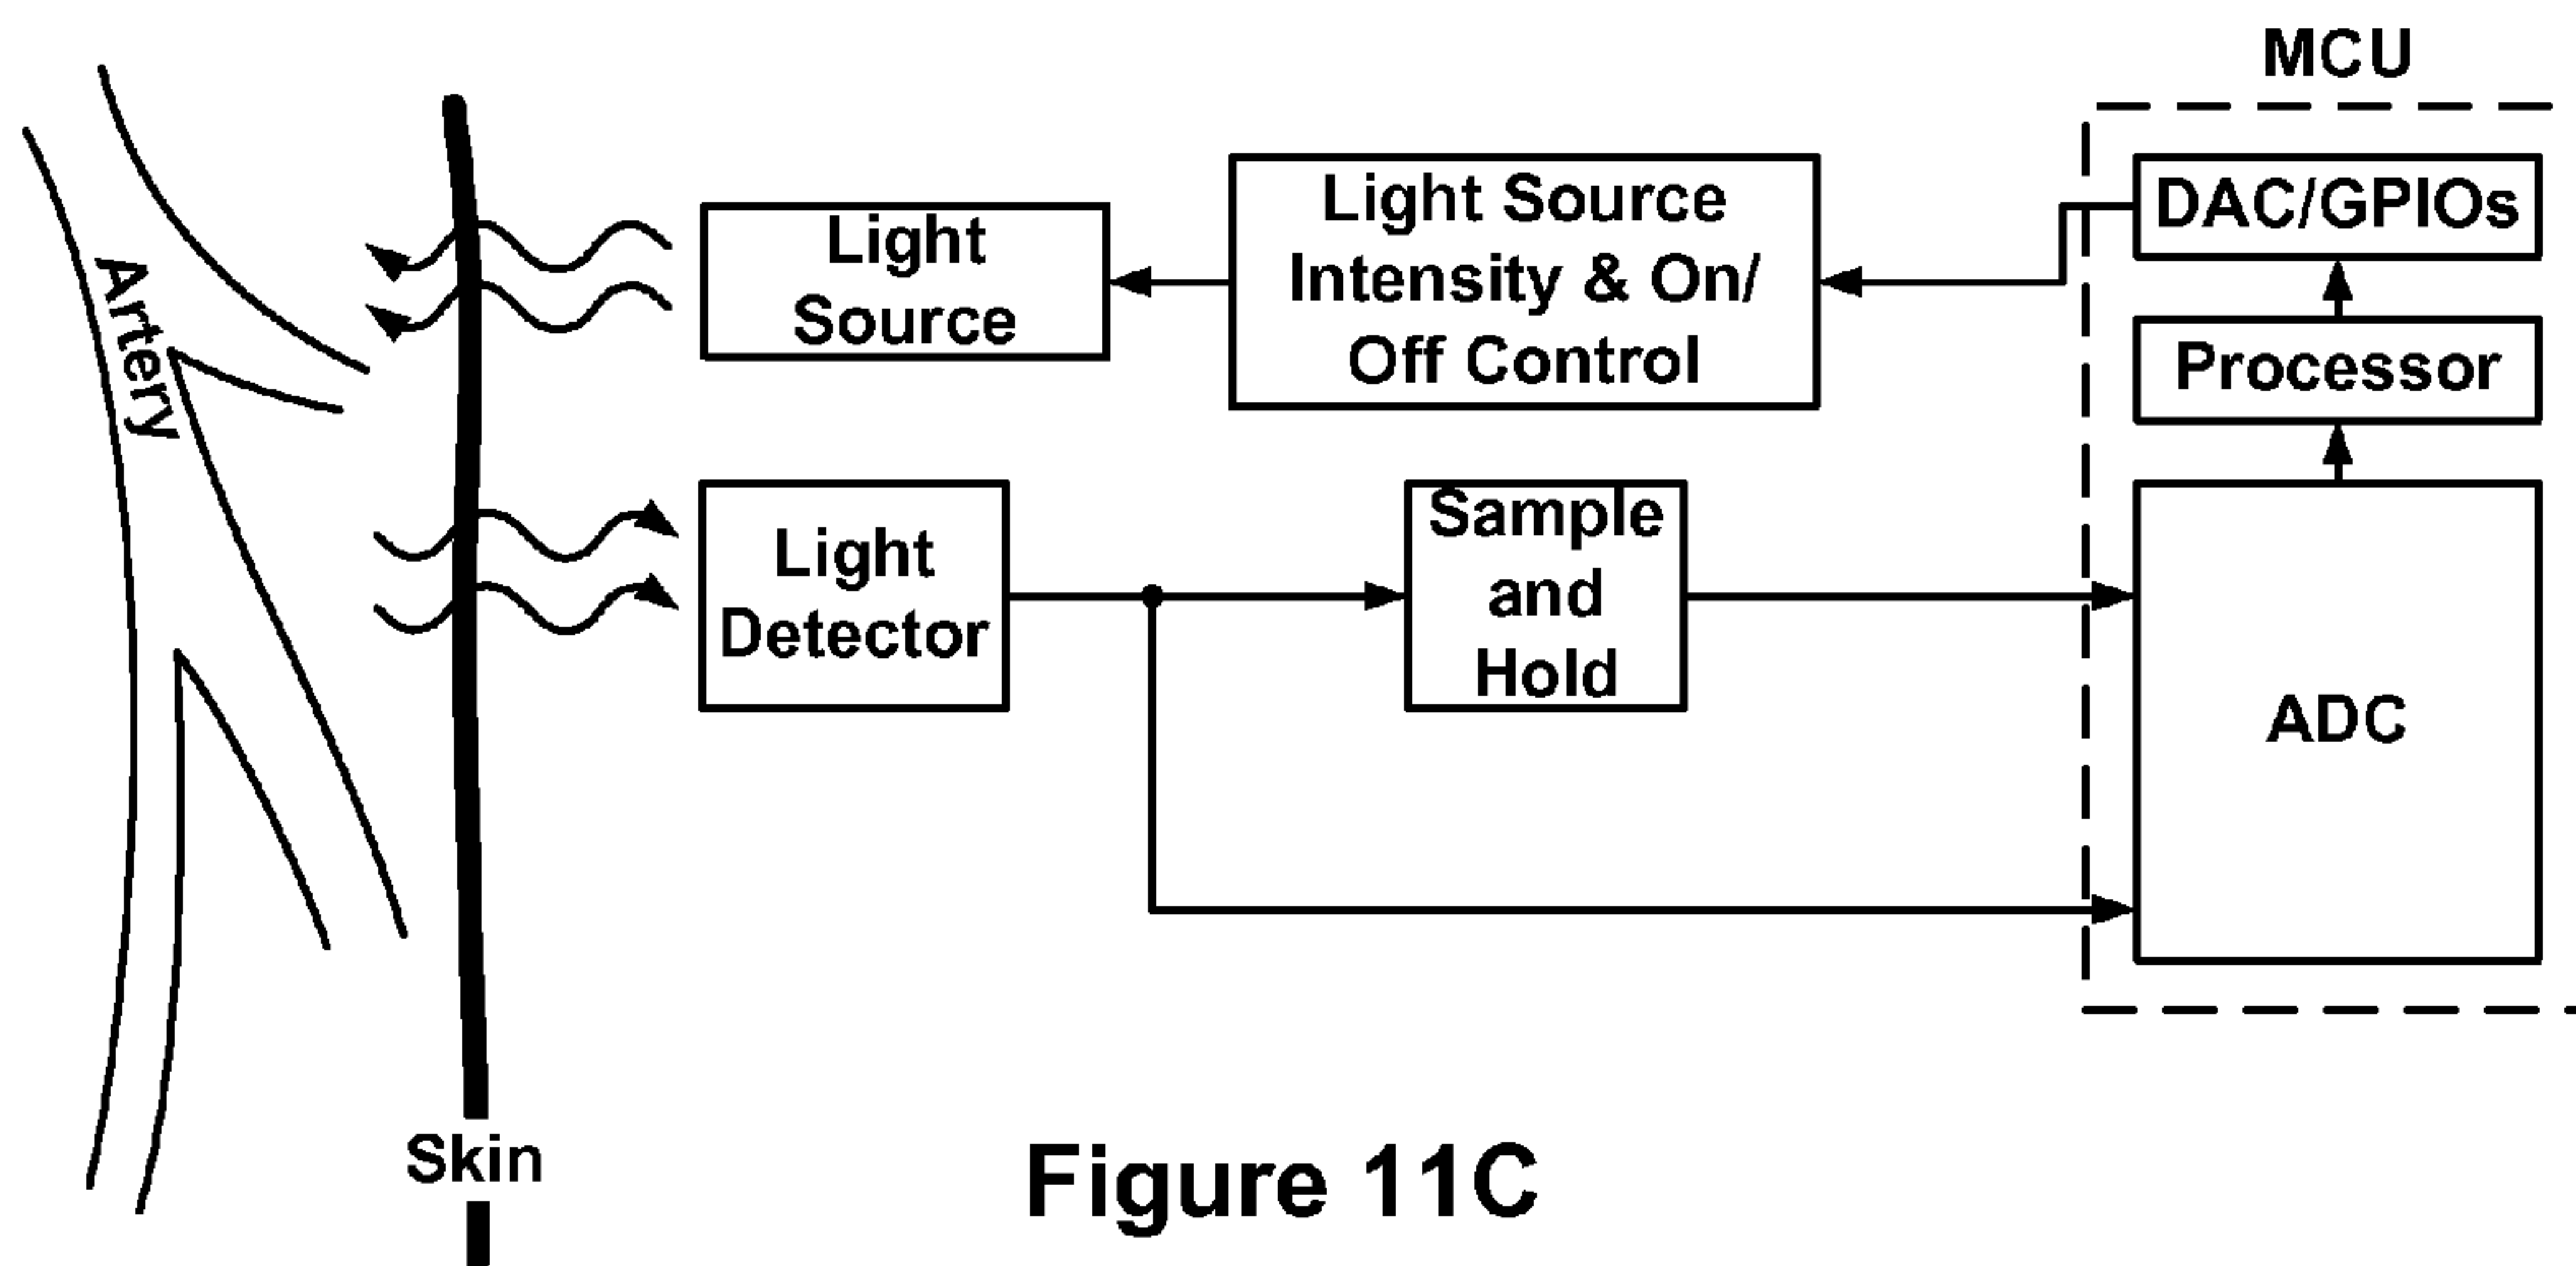 MCU
Light
Source
Light Source
Intensity & On/
Off Control
DAC/GPIOs
Processor
Artery
Light
Detector
Sample
and
Hold
ADC
Skin
Figure 11C